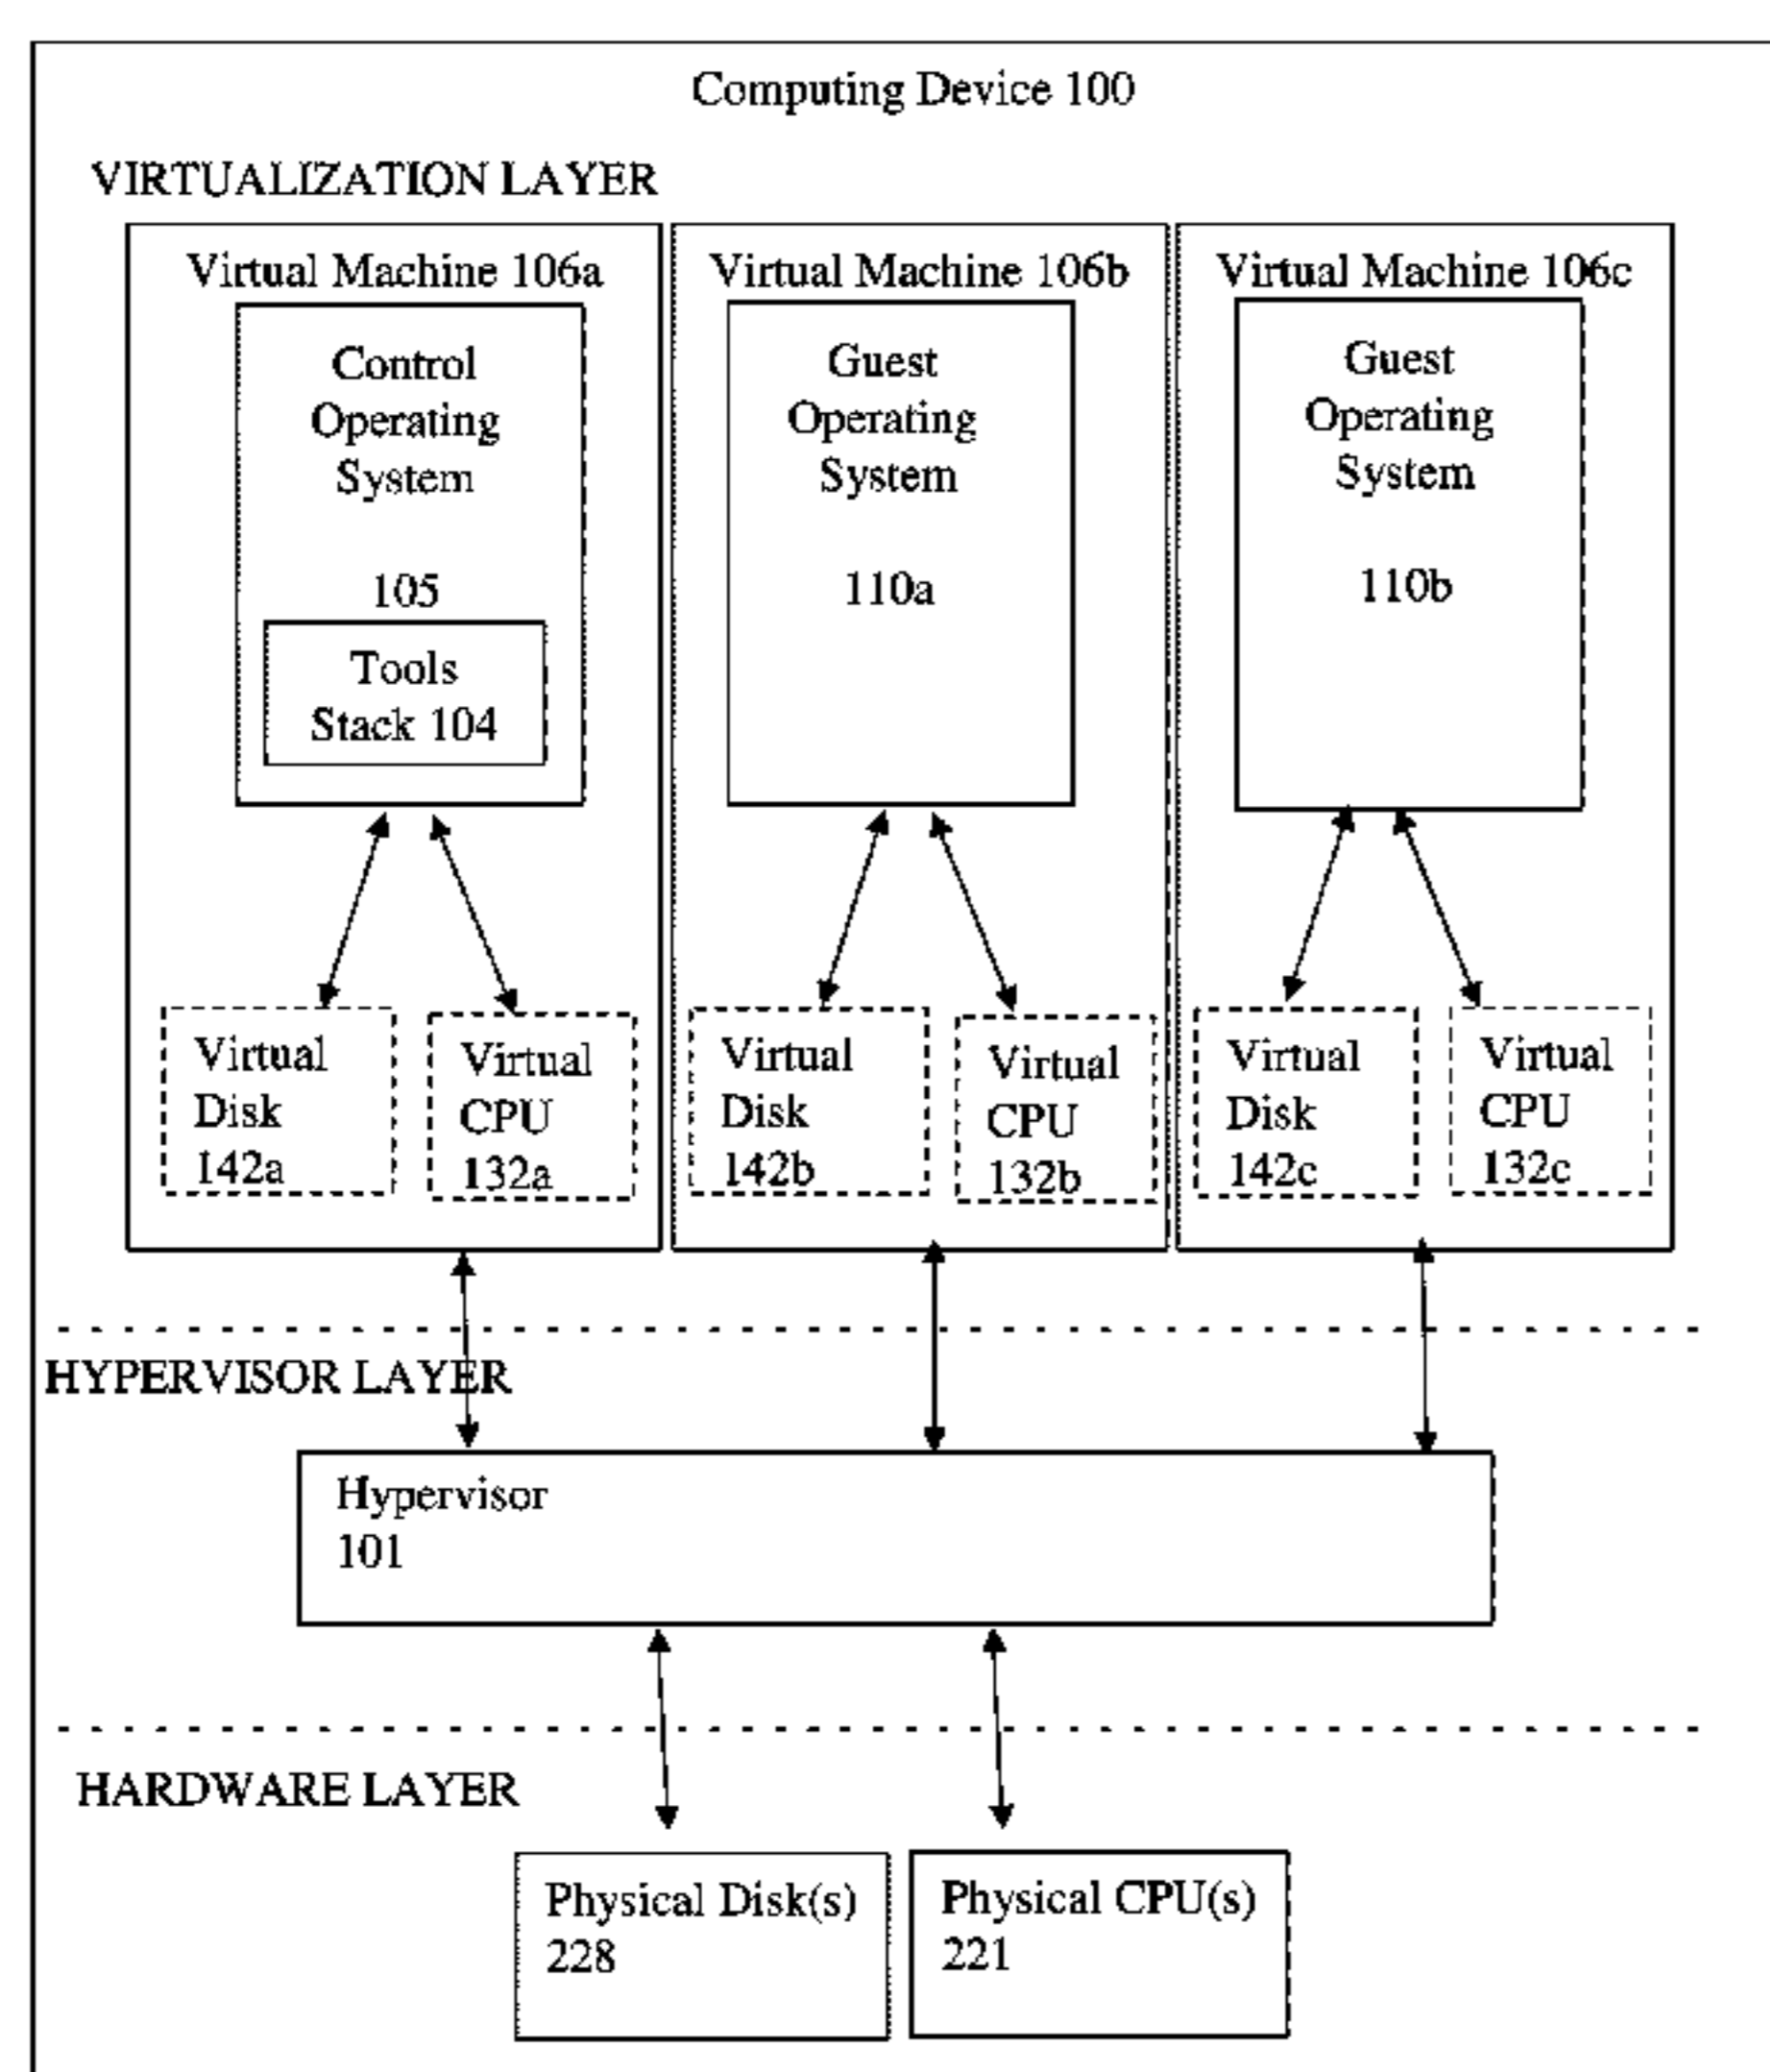 Computing Device 100
VIRTUALIZATION LAYER
Virtual Machine 106a
Control
Operating
System
105
Tools
Stack 104
Virtual
Disk
142a
Virtual
CPU
132a
Virtual Machine 106b
Guest
Operating
System
110a
Virtual
Disk
142b
Virtual
CPU
132b
Virtual Machine 106c
Guest
Operating
System
110b
Virtual
Disk
142c
Virtual
CPU
132c
HYPERVISOR LAYER
Hypervisor
101
HARDWARE LAYER
Physical Disk(s)
228
Physical CPU(s)
221